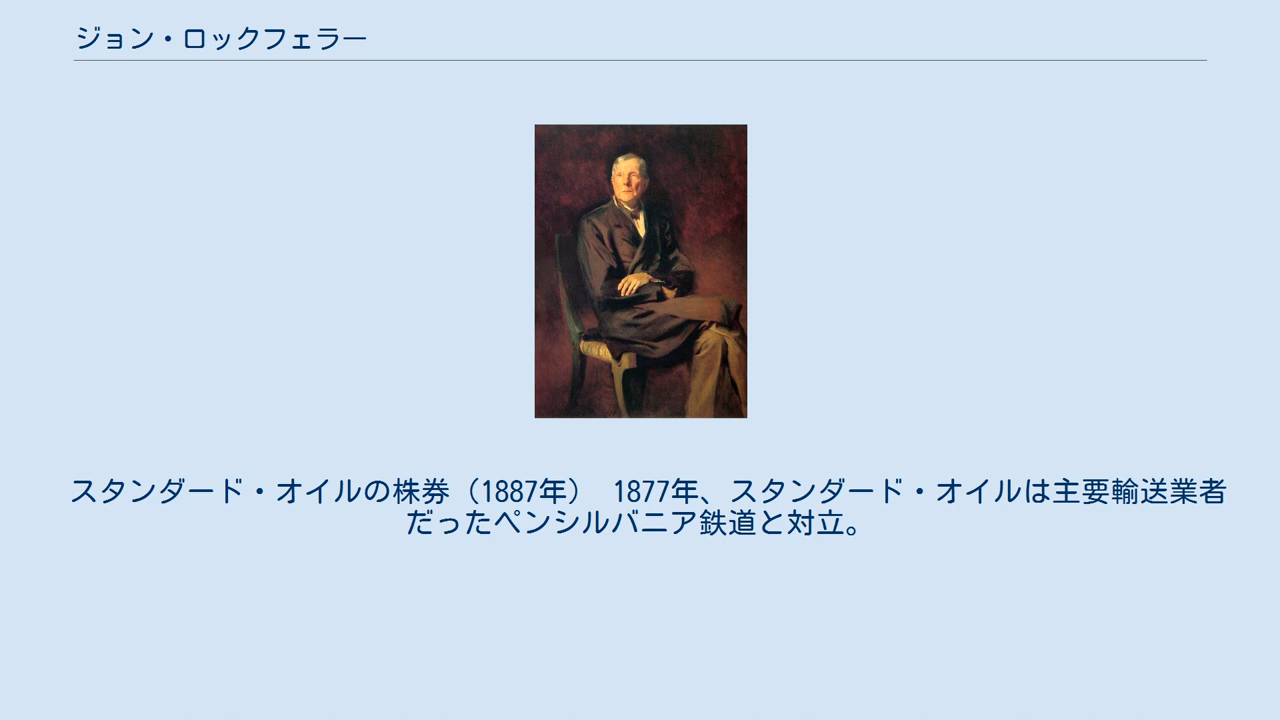 ジョン・ロックフェラー
スタンダード・オイルの株券（1887年） 1877年、スタンダード・オイルは主要輸送業者
だったペンシルバニア鉄道と対立。